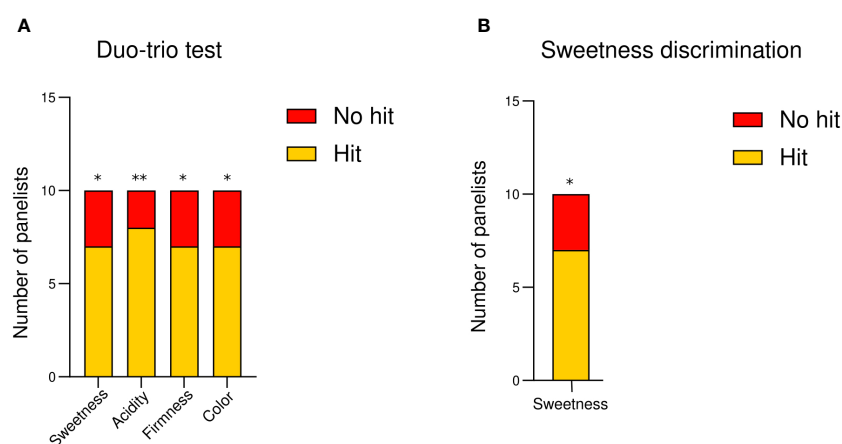 A
Duo-trio test
No hit
Hit
Number of panelists
15
10
5
0
*
**
*
*
Sweetness
Acidity
Firmness
Color
B
Sweetness discrimination
No hit
Hit
Number of panelists
15
10
5
0
*
Sweetness